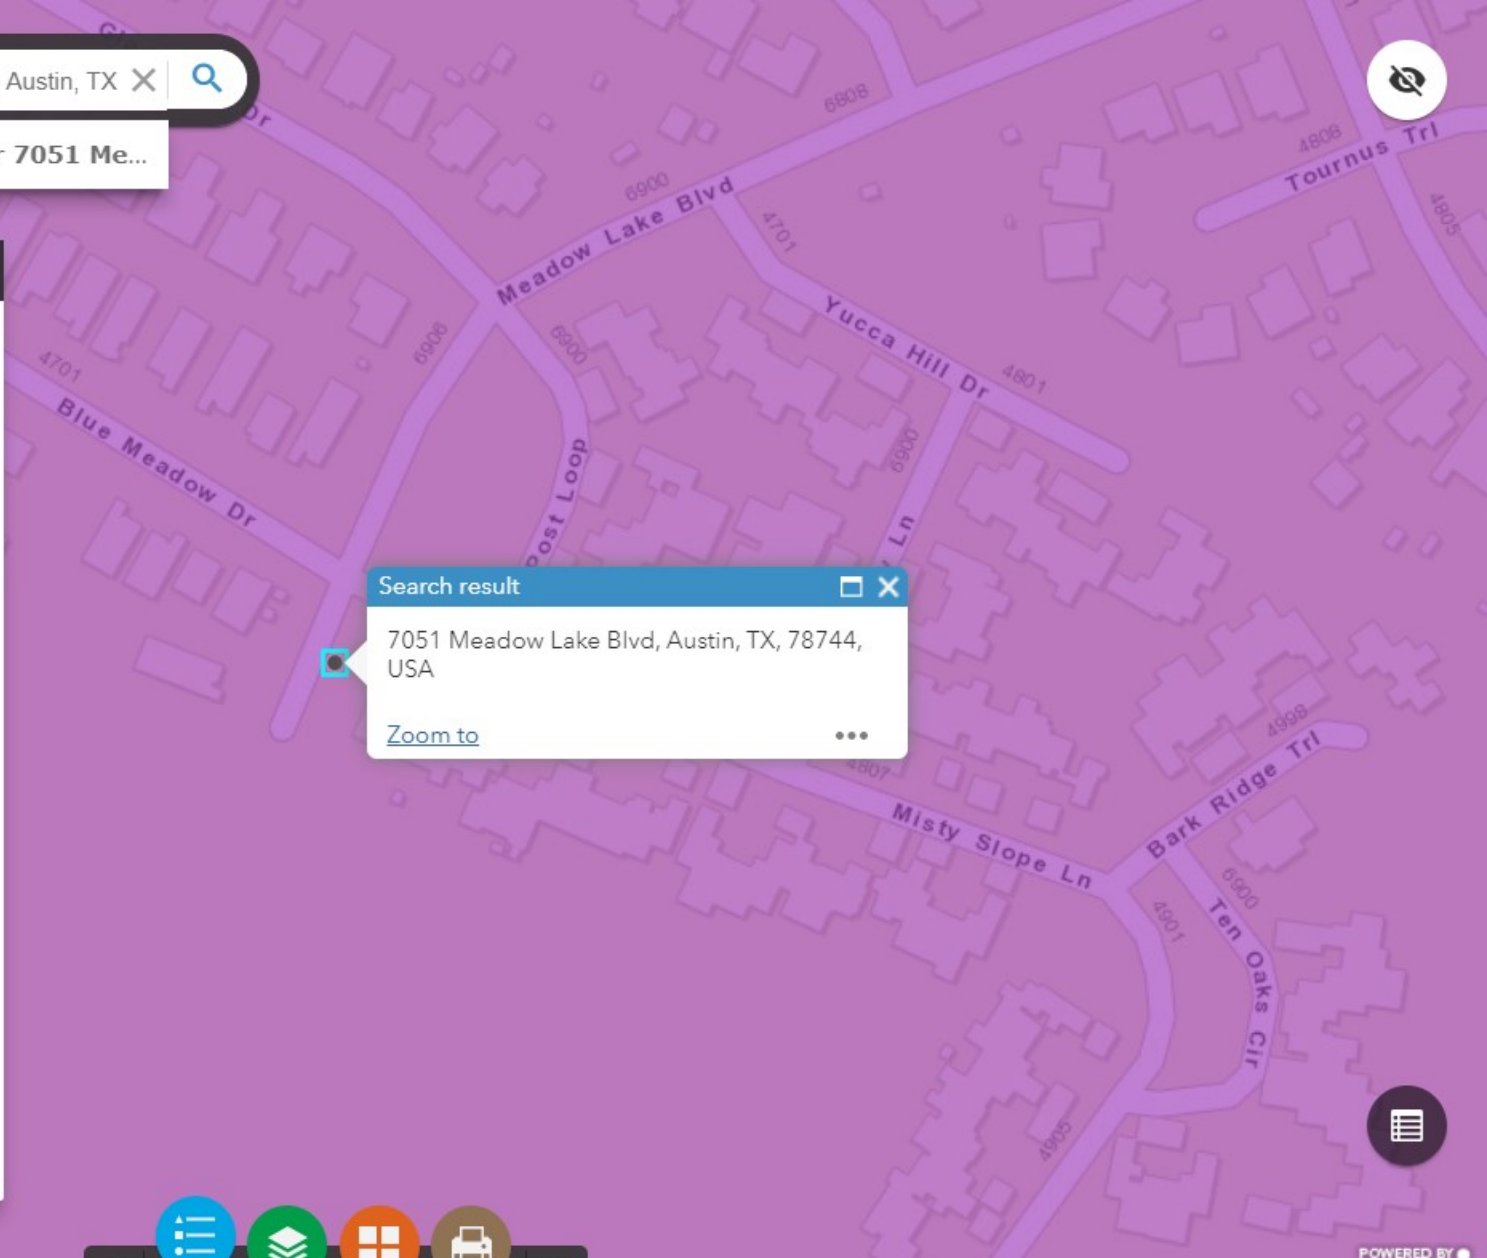 Austin, TX
7051 Me...
Dr
6808
6900
Meadow Lake Blvd
4701
4808
Tournus Trl
4805
6906
6900
Yucca Hill Dr
4801
4701
Blue Meadow Dr
6900
Post Loop
Ln
Search result
7051 Meadow Lake Blvd, Austin, TX, 78744,
USA
Zoom to
•••
4807
Misty Slope Ln
4998
Bark Ridge Trl
6900
Ten Oaks Cir
4901
4905
POWERED BY